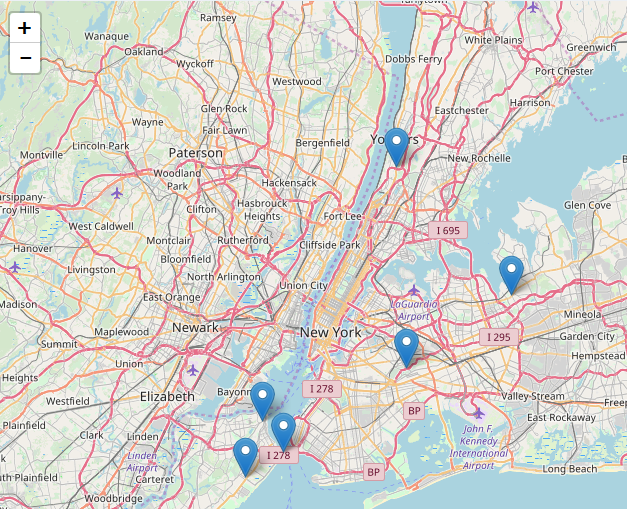 +
−
Ramsey
Tarrytown
Wanaque
Oakland
White Plains
Greenwich
Wyckoff
Dobbs Ferry
Port Chester
Westwood
Glen Rock
Eastchester
Harrison
Wayne
Fair Lawn
Lincoln Park
Bergenfield
Yonkers
Montville
Paterson
New Rochelle
Woodland
Park
Hackensack
arsippany-
Troy Hills
Clifton
Hasbrouck
Heights
Fort Lee
Glen Cove
West Caldwell
Montclair
Rutherford
Cliffside Park
I 695
Hanover
Bloomfield
Livingston
North Arlington
Union City
East Orange
LaGuardia
Airport
Madison
Mineola
Maplewood
Newark
New York
I 295
Garden City
Summit
Hempstead
Union
Heights
Elizabeth
Bayonne
I 278
Valley Stream
Westfield
BP
Freep
East Rockaway
Plainfield
Clark
Linden
John F.
Kennedy
International
Airport
Linden
Airport
I 278
Long Beach
uth Plainfield
Carteret
BP
Woodbridge